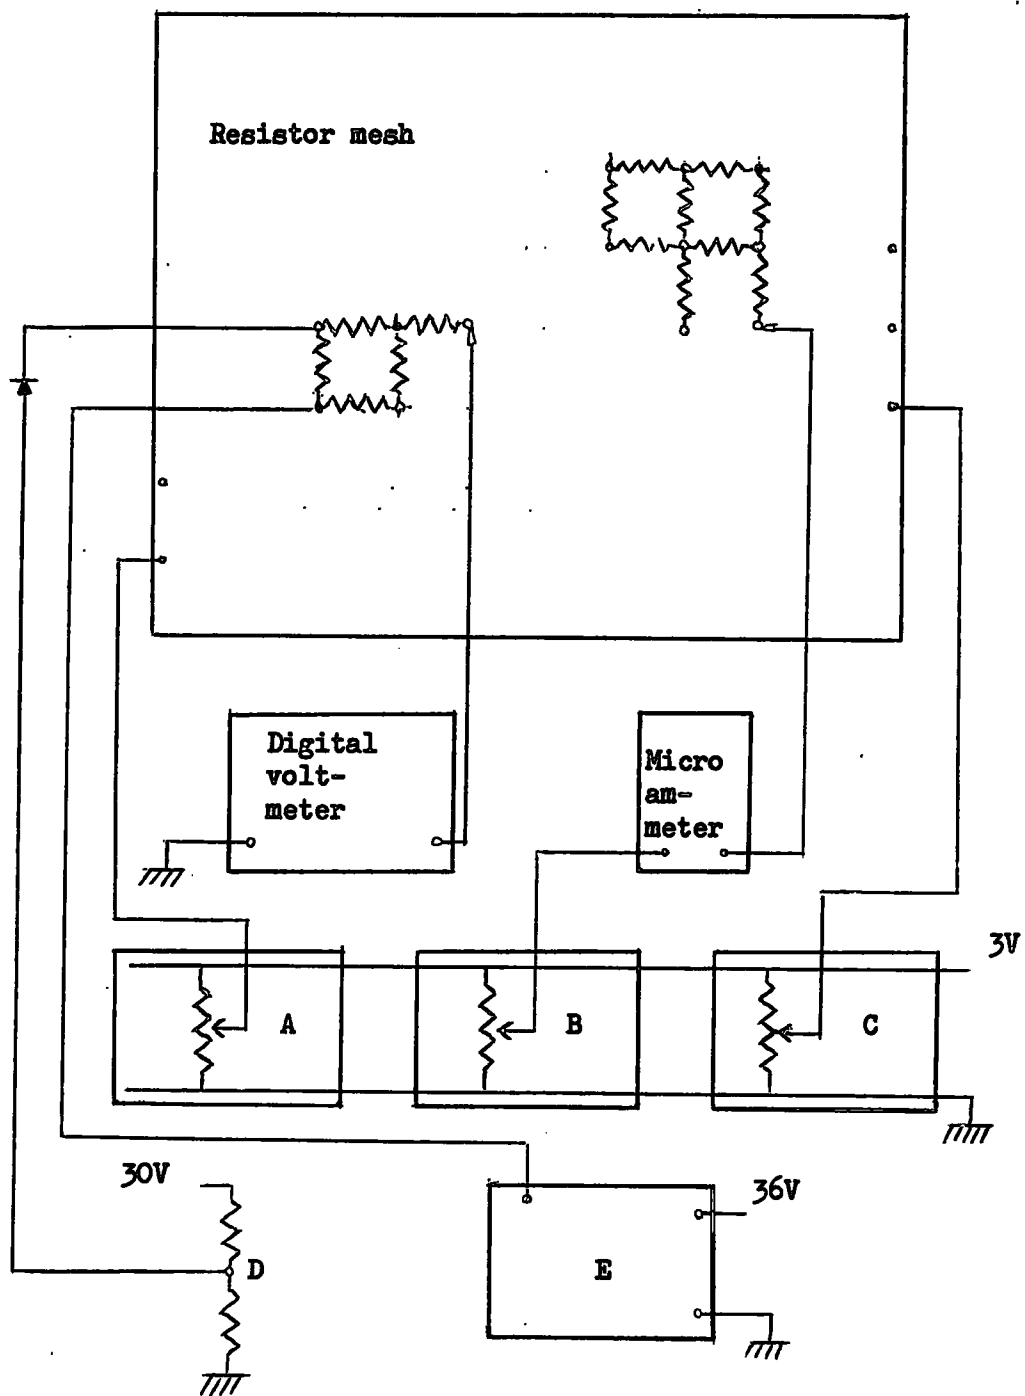 Resistor mesh
Digital
volt-
meter
Micro
am-
meter
3V
A
B
C
30V
36V
D
E